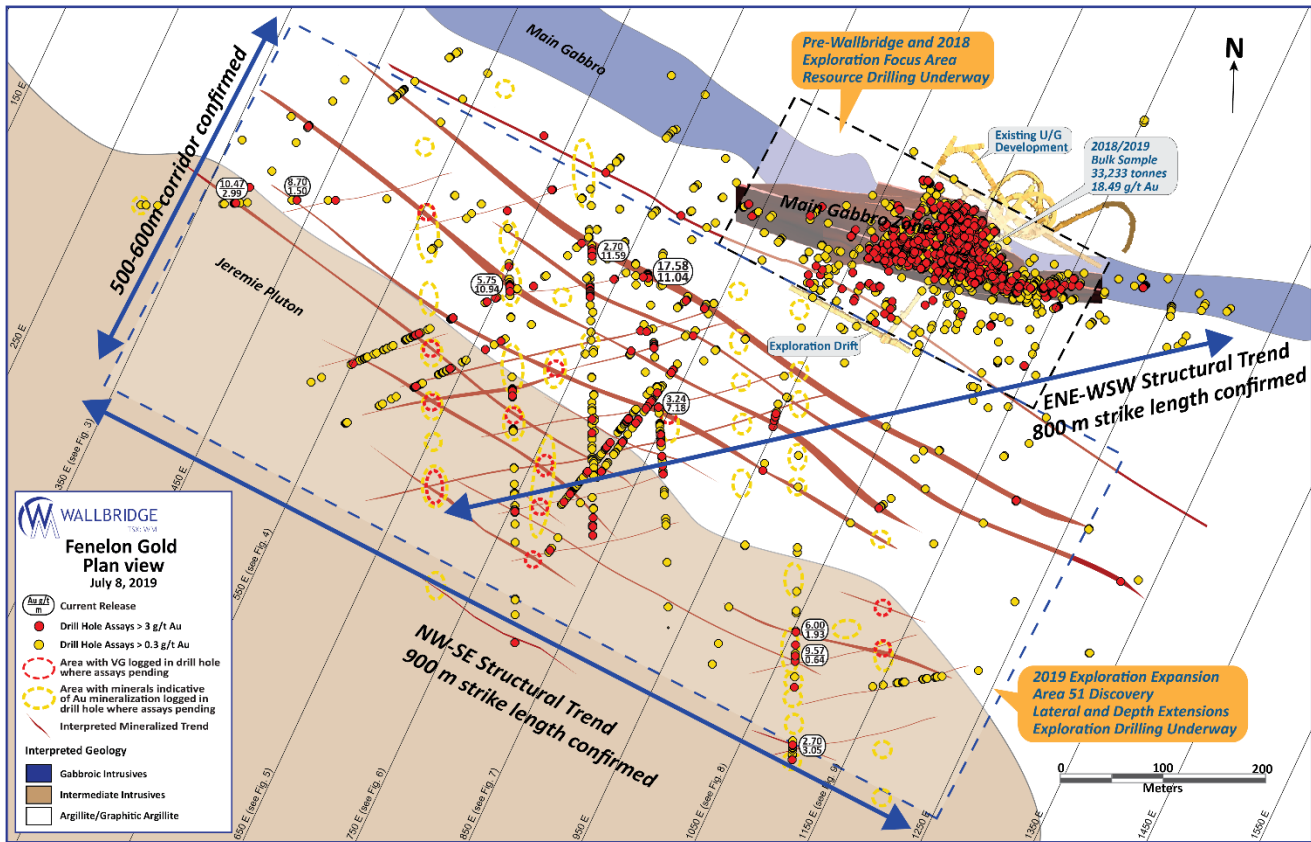 Main Gabbro
Pre-Wallbridge and 2018
Exploration Focus Area
Resource Drilling Underway
N
150 E
Existing U/G
Development
2018/2019
Bulk Sample
33,233 tonnes
18.49 g/t Au
500-600m corridor confirmed
10.47
2.99
8.70
1.50
Main Gabbro Zones
Jeremie Pluton
2.70
11.59
17.58
11.04
5.75
10.94
250 E
Exploration Drift
ENE-WSW Structural Trend
800 m strike length confirmed
3.24
7.18
350 E (see Fig. 3)
450 E
WALLBRIDGE
TSX: WM
Fenelon Gold
Plan view
July 8, 2019
Au g/t
m
Current Release
Drill Hole Assays > 3 g/t Au
Drill Hole Assays > 0.3 g/t Au
Area with VG logged in drill hole
where assays pending
Area with minerals indicative
of Au mineralization logged in
drill hole where assays pending
Interpreted Mineralized Trend
Interpreted Geology
Gabbroic Intrusives
Intermediate Intrusives
Argillite/Graphitic Argillite
550 E (see Fig. 4)
6.00
1.93
9.57
0.64
2.70
3.05
NW-SE Structural Trend
900 m strike length confirmed
2019 Exploration Expansion
Area 51 Discovery
Lateral and Depth Extensions
Exploration Drilling Underway
0
100
200
Meters
650 E (see Fig. 5)
750 E (see Fig. 6)
850 E (see Fig. 7)
950 E
1050 E (see Fig. 8)
1150 E (see Fig. 9)
1250 E
1350 E
1450 E
1550 E